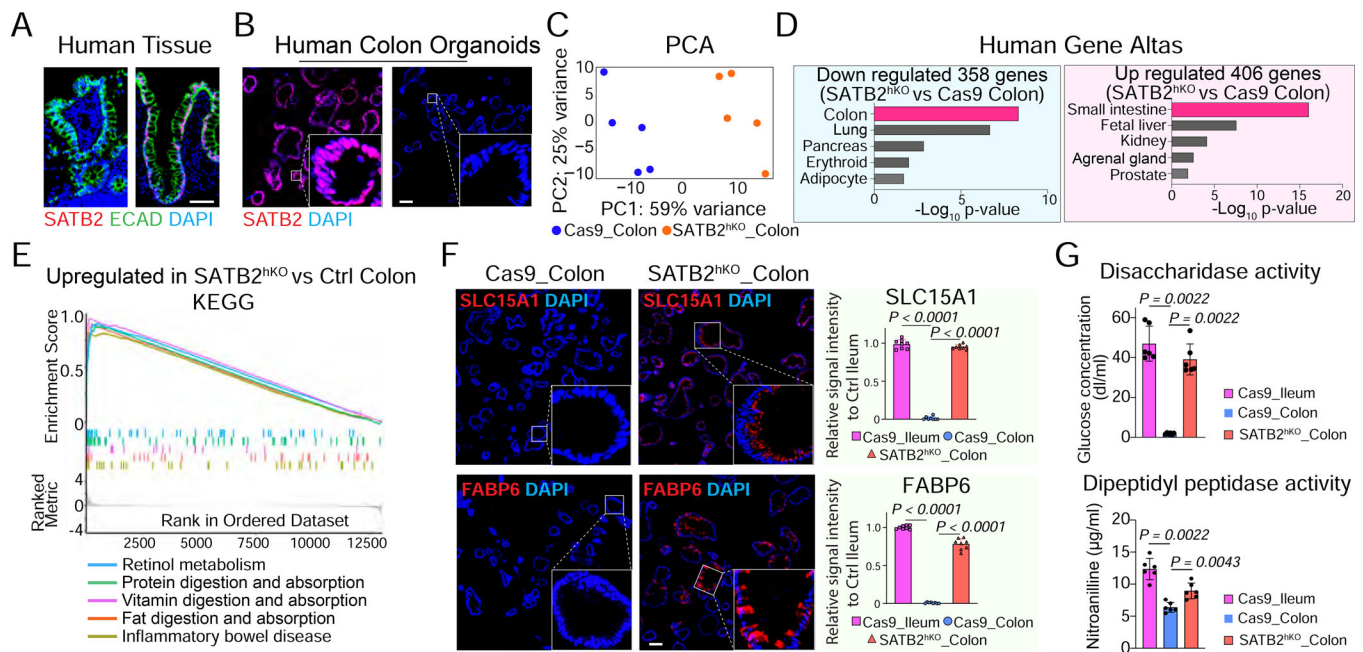 A
Human Tissue
SATB2 ECAD DAPI
B
Human Colon Organoids
SATB2 DAPI
C
PCA
PC2: 25% variance
10
5
0
-5
-10
-10
0
10
PC1: 59% variance
Cas9_Colon
SATB2hKO_Colon
D
Human Gene Altas
Down regulated 358 genes
(SATB2hKO vs Cas9 Colon)
Colon
Lung
Pancreas
Erythroid
Adipocyte
0
5
10
-Log10 p-value
Up regulated 406 genes
(SATB2hKO vs Cas9 Colon)
Small intestine
Fetal liver
Kidney
Agrenal gland
Prostate
0
5
10
15
20
-Log10 p-value
E
Upregulated in SATB2hKO vs Ctrl Colon
KEGG
Enrichment Score
1.0
0.5
0
Ranked
Metric
4
0
-4
Rank in Ordered Dataset
2500
5000
7500
10000
12500
Retinol metabolism
Protein digestion and absorption
Vitamin digestion and absorption
Fat digestion and absorption
Inflammatory bowel disease
F
Cas9_Colon
SATB2hKO_Colon
SLC15A1 DAPI
SLC15A1 DAPI
SLC15A1
P < 0.0001
P < 0.0001
Relative signal intensity
to Ctrl Ileum
1.0
0
Cas9_Ileum
Cas9_Colon
SATB2hKO_Colon
FABP6 DAPI
FABP6 DAPI
FABP6
P < 0.0001
P < 0.0001
Relative signal intensity
to Ctrl Ileum
1.0
0
Cas9_Ileum
Cas9_Colon
SATB2hKO_Colon
G
Disaccharidase activity
P = 0.0022
P = 0.0022
Glucose concentration
(dl/ml)
60
40
20
0
Cas9_Ileum
Cas9_Colon
SATB2hKO_Colon
Dipeptidyl peptidase activity
P = 0.0022
P = 0.0043
Nitroanilline (µg/ml)
20
15
10
5
0
Cas9_Ileum
Cas9_Colon
SATB2hKO_Colon